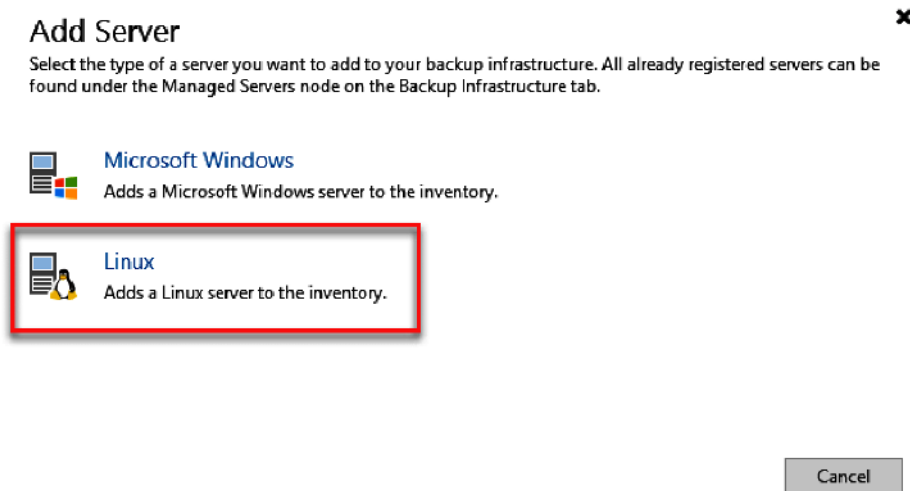 Add Server
Select the type of a server you want to add to your backup infrastructure. All already registered servers can be
found under the Managed Servers node on the Backup Infrastructure tab.
Microsoft Windows
Adds a Microsoft Windows server to the inventory.
Linux
Adds a Linux server to the inventory.
Cancel